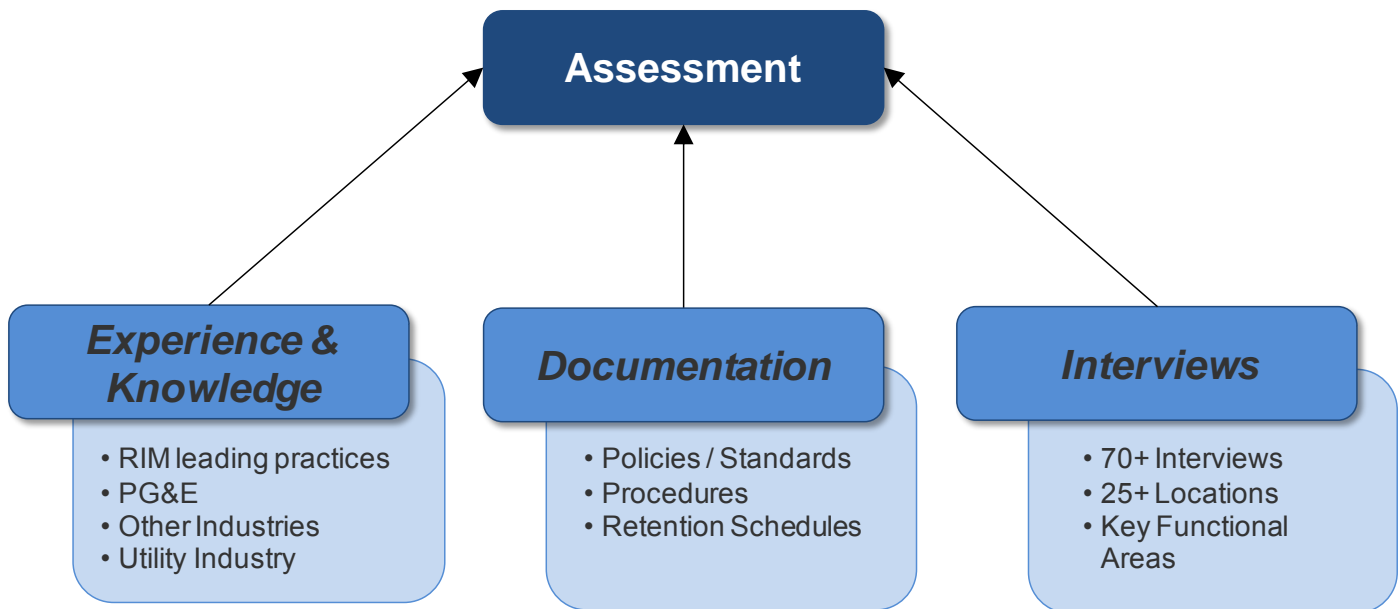 Assessment
Experience &
Knowledge
• RIM leading practices
• PG&E
• Other Industries
• Utility Industry
Documentation
• Policies / Standards
• Procedures
• Retention Schedules
Interviews
• 70+ Interviews
• 25+ Locations
• Key Functional
Areas